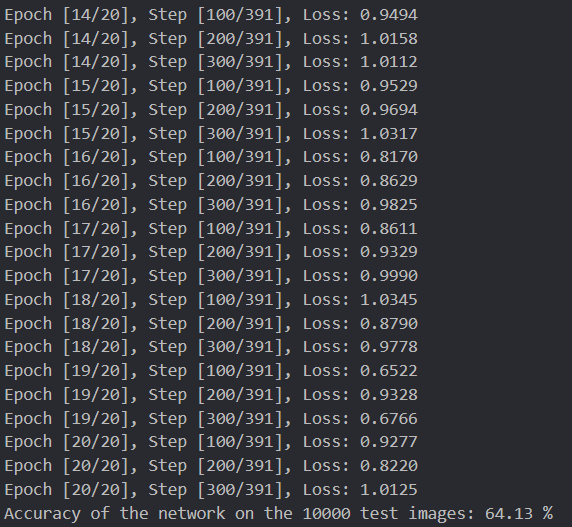 Epoch [14/20], Step [100/391], Loss: 0.9494
Epoch [14/20], Step [200/391], Loss: 1.0158
Epoch [14/20], Step [300/391], Loss: 1.0112
Epoch [15/20], Step [100/391], Loss: 0.9529
Epoch [15/20], Step [200/391], Loss: 0.9694
Epoch [15/20], Step [300/391], Loss: 1.0317
Epoch [16/20], Step [100/391], Loss: 0.8170
Epoch [16/20], Step [200/391], Loss: 0.8629
Epoch [16/20], Step [300/391], Loss: 0.9825
Epoch [17/20], Step [100/391], Loss: 0.8611
Epoch [17/20], Step [200/391], Loss: 0.9329
Epoch [17/20], Step [300/391], Loss: 0.9990
Epoch [18/20], Step [100/391], Loss: 1.0345
Epoch [18/20], Step [200/391], Loss: 0.8790
Epoch [18/20], Step [300/391], Loss: 0.9778
Epoch [19/20], Step [100/391], Loss: 0.6522
Epoch [19/20], Step [200/391], Loss: 0.9328
Epoch [19/20], Step [300/391], Loss: 0.6766
Epoch [20/20], Step [100/391], Loss: 0.9277
Epoch [20/20], Step [200/391], Loss: 0.8220
Epoch [20/20], Step [300/391], Loss: 1.0125
Accuracy of the network on the 10000 test images: 64.13 %